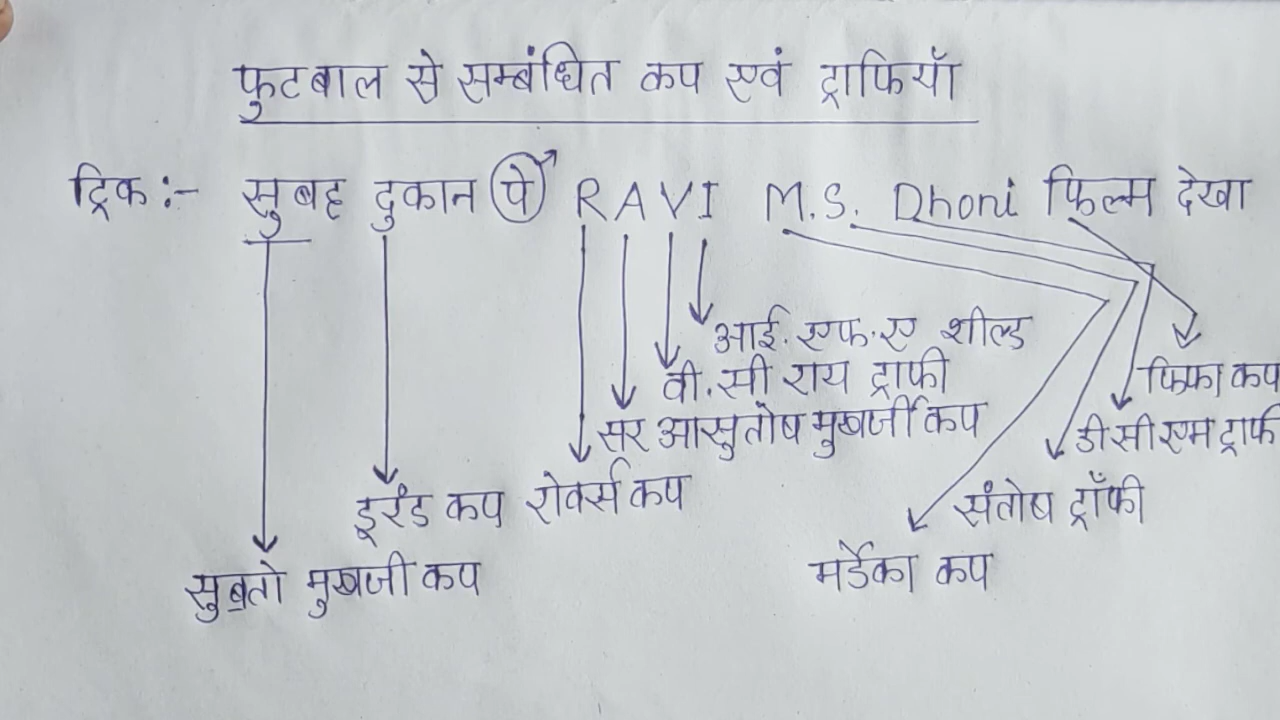 फुटबाल से सम्बंधित कप एवं ट्राफियाँ
ट्रिक :- सुबह दुकान पे RAVI M.S. Dhoni फिल्म देखा
आई.एफ.ए शील्ड
वी.सी राय ट्राफी
फिफा कप
सर आसुतोष मुखर्जी कप
डी सी एम ट्राफ
डूरंड कप रोवर्स कप
संतोष ट्रॉफी
सुब्रतो मुखर्जी कप
मर्डेका कप